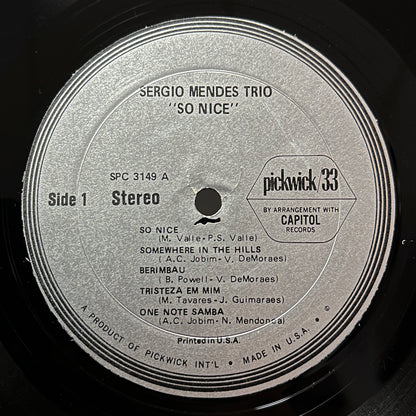 SERGIO MENDES TRIO
"SO NICE"
SPC 3149 A
Side 1 Stereo
pickwick/33
BY ARRANGEMENT WITH
CAPITOL
RECORDS
SO NICE
(M. Valle-P.S. Valle)
SOMEWHERE IN THE HILLS
(A.C. Jobim-V. DeMoraes)
BERIMBAU
(B. Powell-V. DeMoraes)
TRISTEZA EM MIM
(M. Tavares-J. Guimaraes)
ONE NOTE SAMBA
(A.C. Jobim-N. Mendonca)
Printed in U.S.A.
A PRODUCT OF PICKWICK INT'L • MADE IN U.S.A. • ©